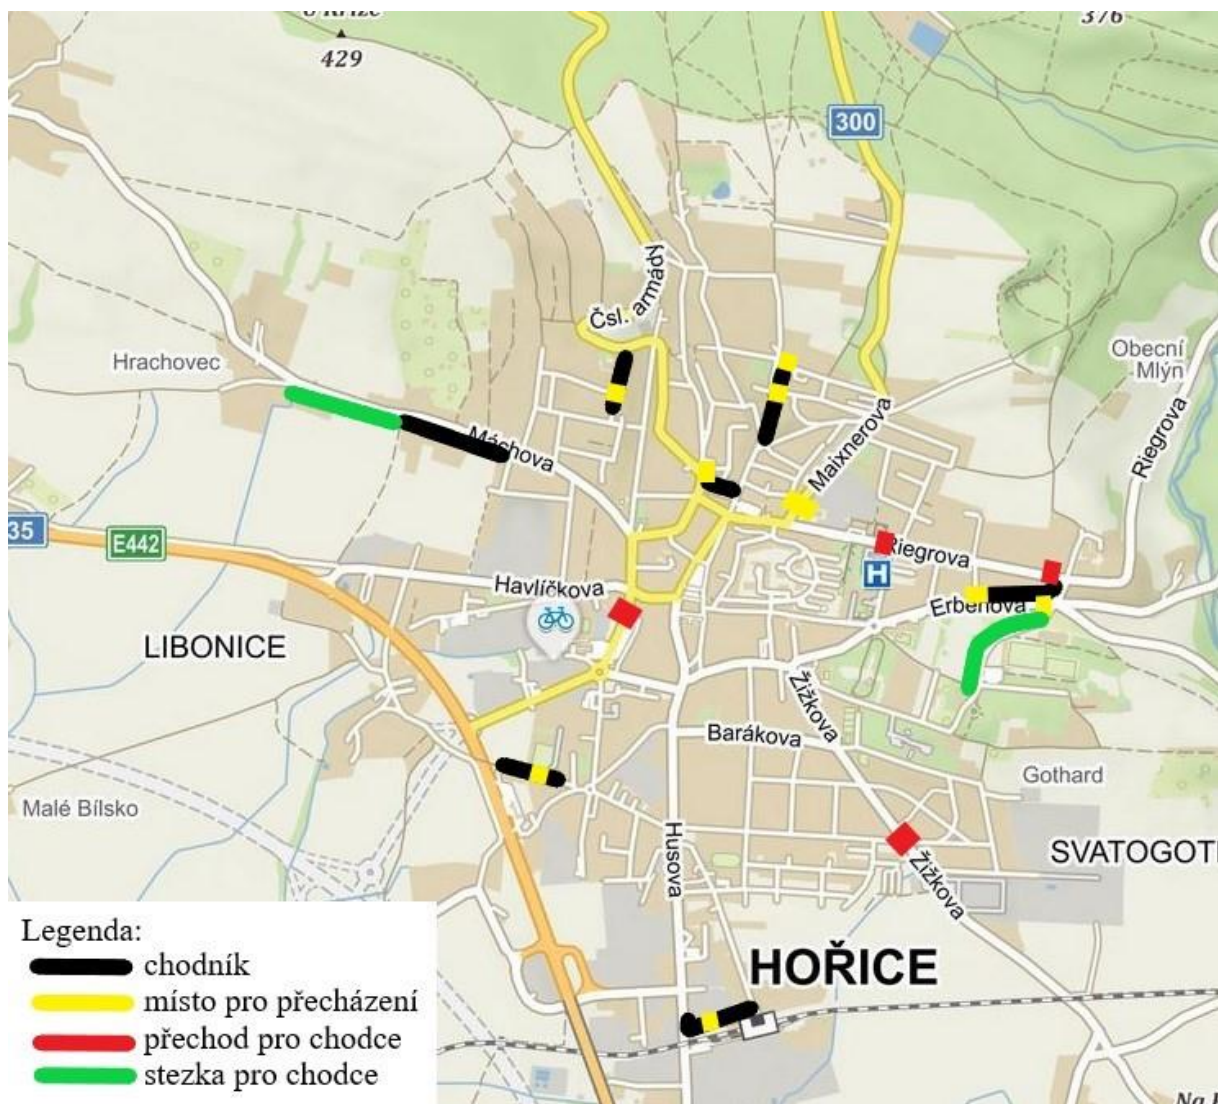 U Kříže
429
376
300
Čsl. armády
Hrachovec
Obecní
Mlýn
Máchova
Maixnerova
Riegrova
35
E442
Riegrova
H
Havlíčkova
Erbenova
LIBONICE
Žižkova
Barákova
Gothard
Malé Bílsko
Husova
SVATOGOT
Žižkova
Legenda:
chodník
místo pro přecházení
přechod pro chodce
stezka pro chodce
HOŘICE